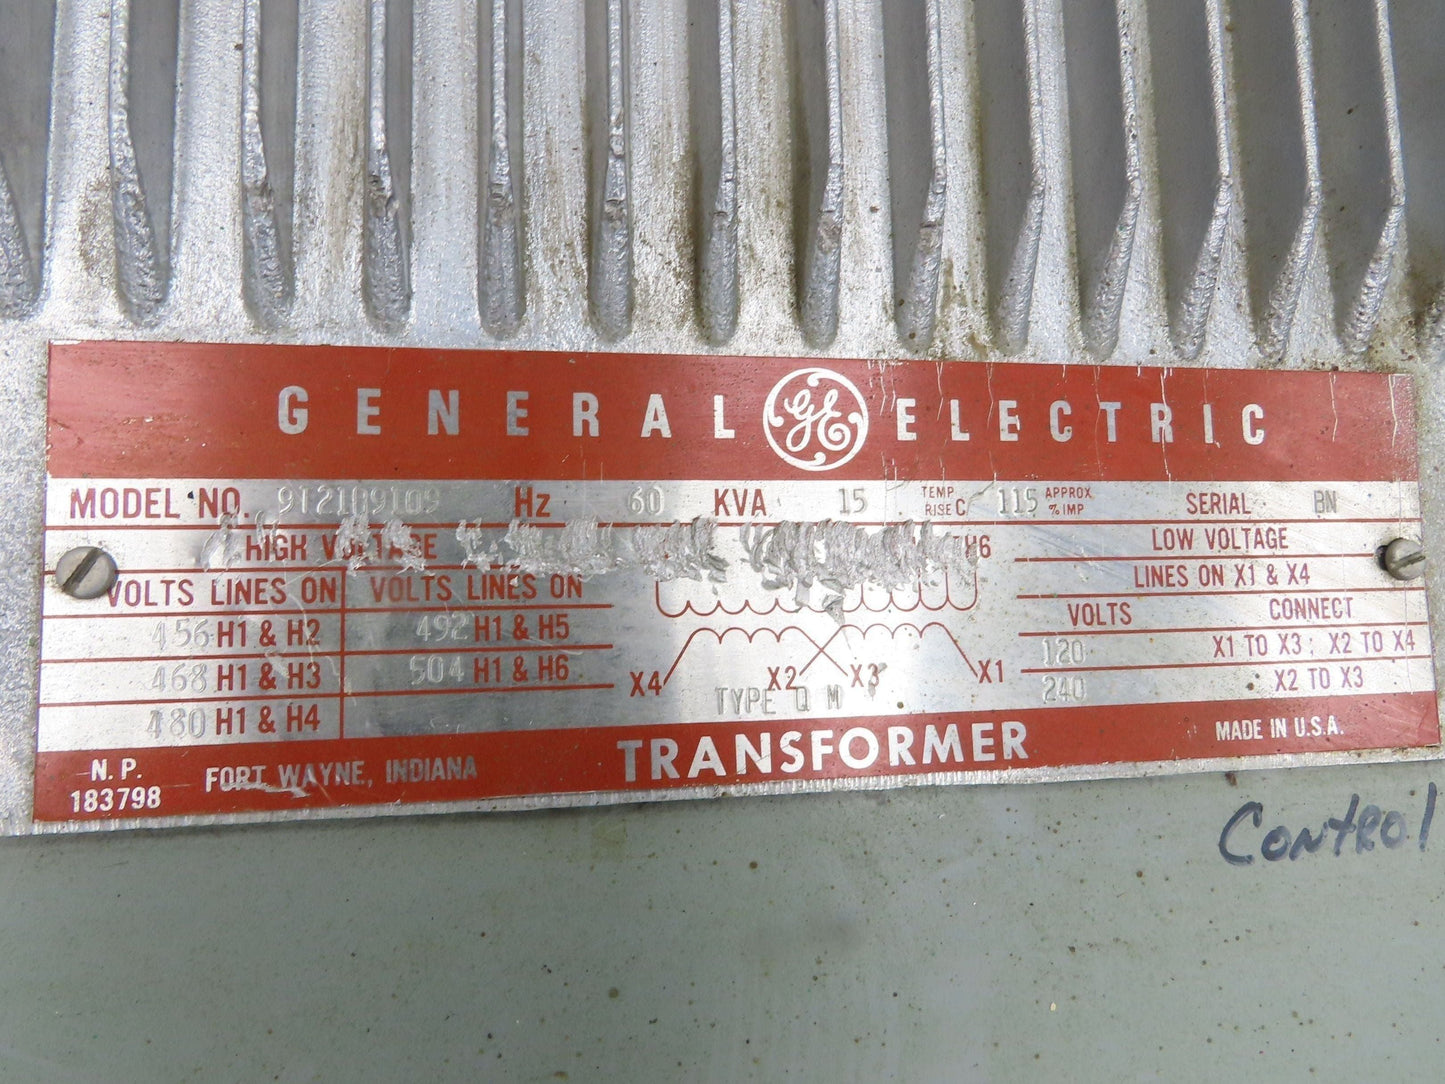 GENERAL GE ELECTRIC
MODEL NO. 912109109 Hz 60 KVA 15 TEMP RISE C 115 APPROX % IMP SERIAL BN
HIGH VOLTAGE H6 LOW VOLTAGE
LINES ON X1 & X4
VOLTS LINES ON VOLTS LINES ON VOLTS CONNECT
456 H1 & H2 492 H1 & H5 120 X1 TO X3; X2 TO X4
468 H1 & H3 504 H1 & H6 X4 X2 X3 X1 240 X2 TO X3
480 H1 & H4 TYPE Q M
N. P. 183798 FORT WAYNE, INDIANA TRANSFORMER MADE IN U.S.A.
CONTROL